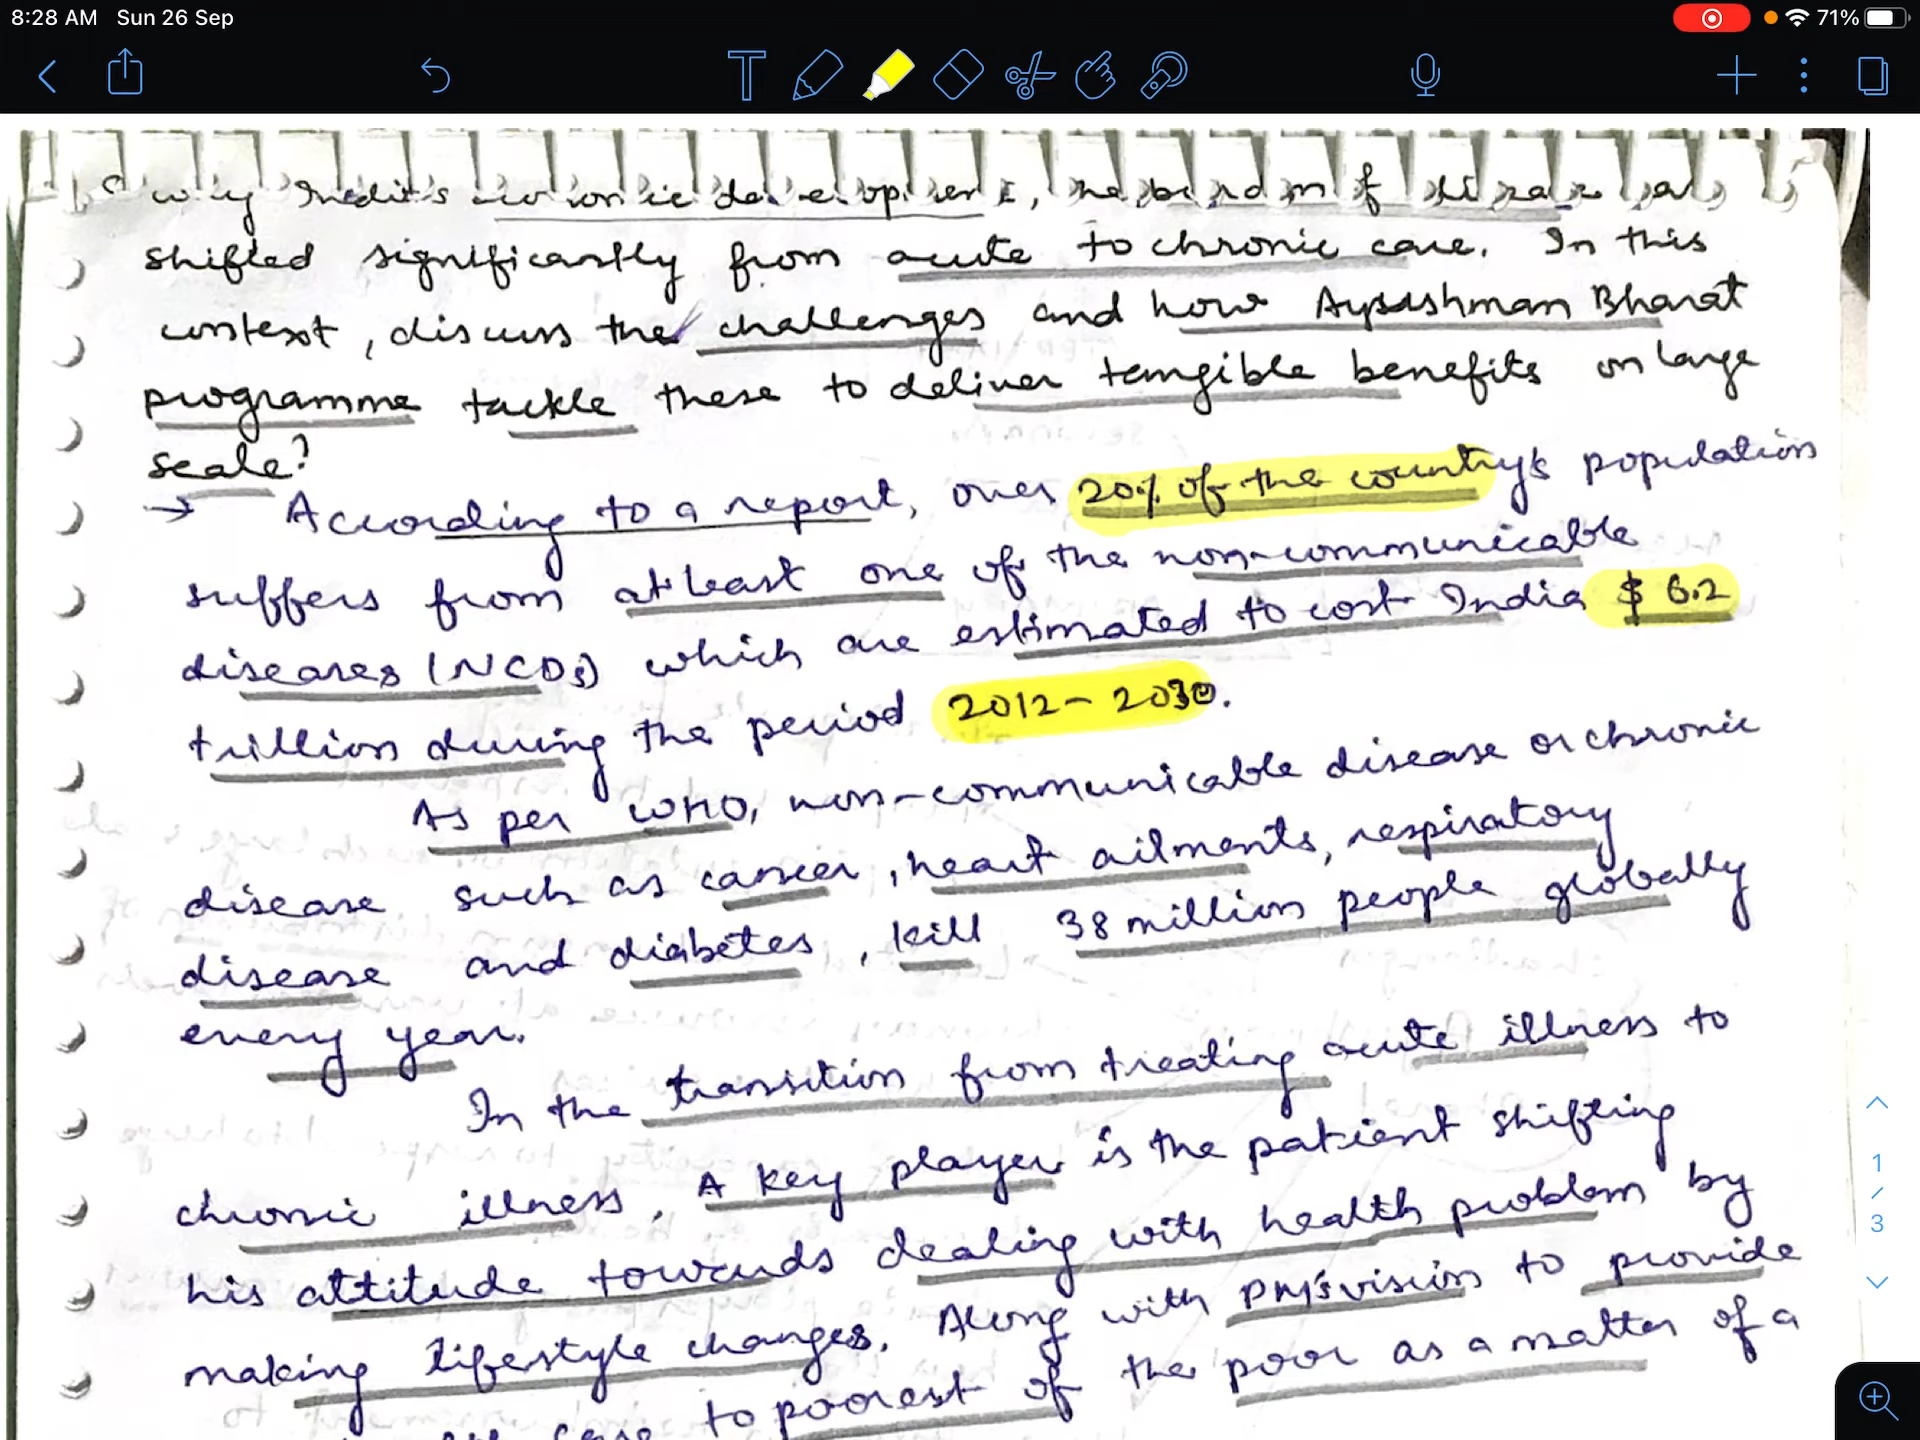 8:28 AM Sun 26 Sep
71%
shifted significantly from acute to chronic care. In this
context, discuss the challenges and how Aysushman Bharat
programme tackle these to deliver tangible benefits on large
scale?
→ According to a report, over 20% of the country's population
suffers from atleast one of the non-communicable
diseases (NCDs) which are estimated to cost India $ 6.2
trillion during the period 2012-2030.
As per WHO, non-communicable disease or chronic
disease such as cancer, heart ailments, respiratory
disease and diabetes, kill 38 million people globally
every year.
In the transition from treating acute illness to
chronic illness, A key player is the patient shifting
his attitude towards dealing with health problem by
making lifestyle changes. Along with PM's vision to provide
to poorest of the poor as a matter of a
1
/
3